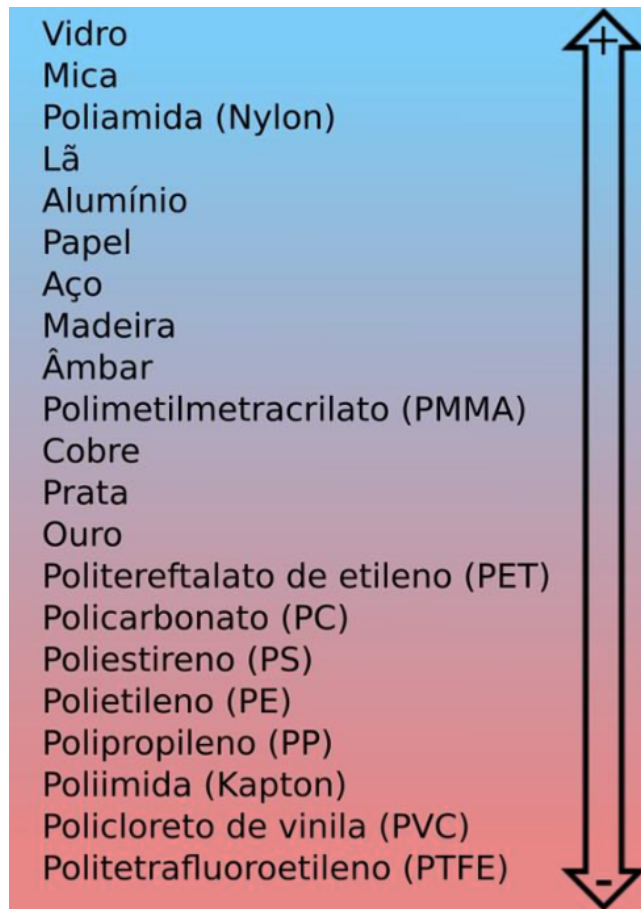 Vidro
Mica
Poliamida (Nylon)
Lã
Alumínio
Papel
Aço
Madeira
Âmbar
Polimetilmetracrilato (PMMA)
Cobre
Prata
Ouro
Politereftalato de etileno (PET)
Policarbonato (PC)
Poliestireno (PS)
Polietileno (PE)
Polipropileno (PP)
Poliimida (Kapton)
Policloreto de vinila (PVC)
Politetrafluoroetileno (PTFE)
+
-